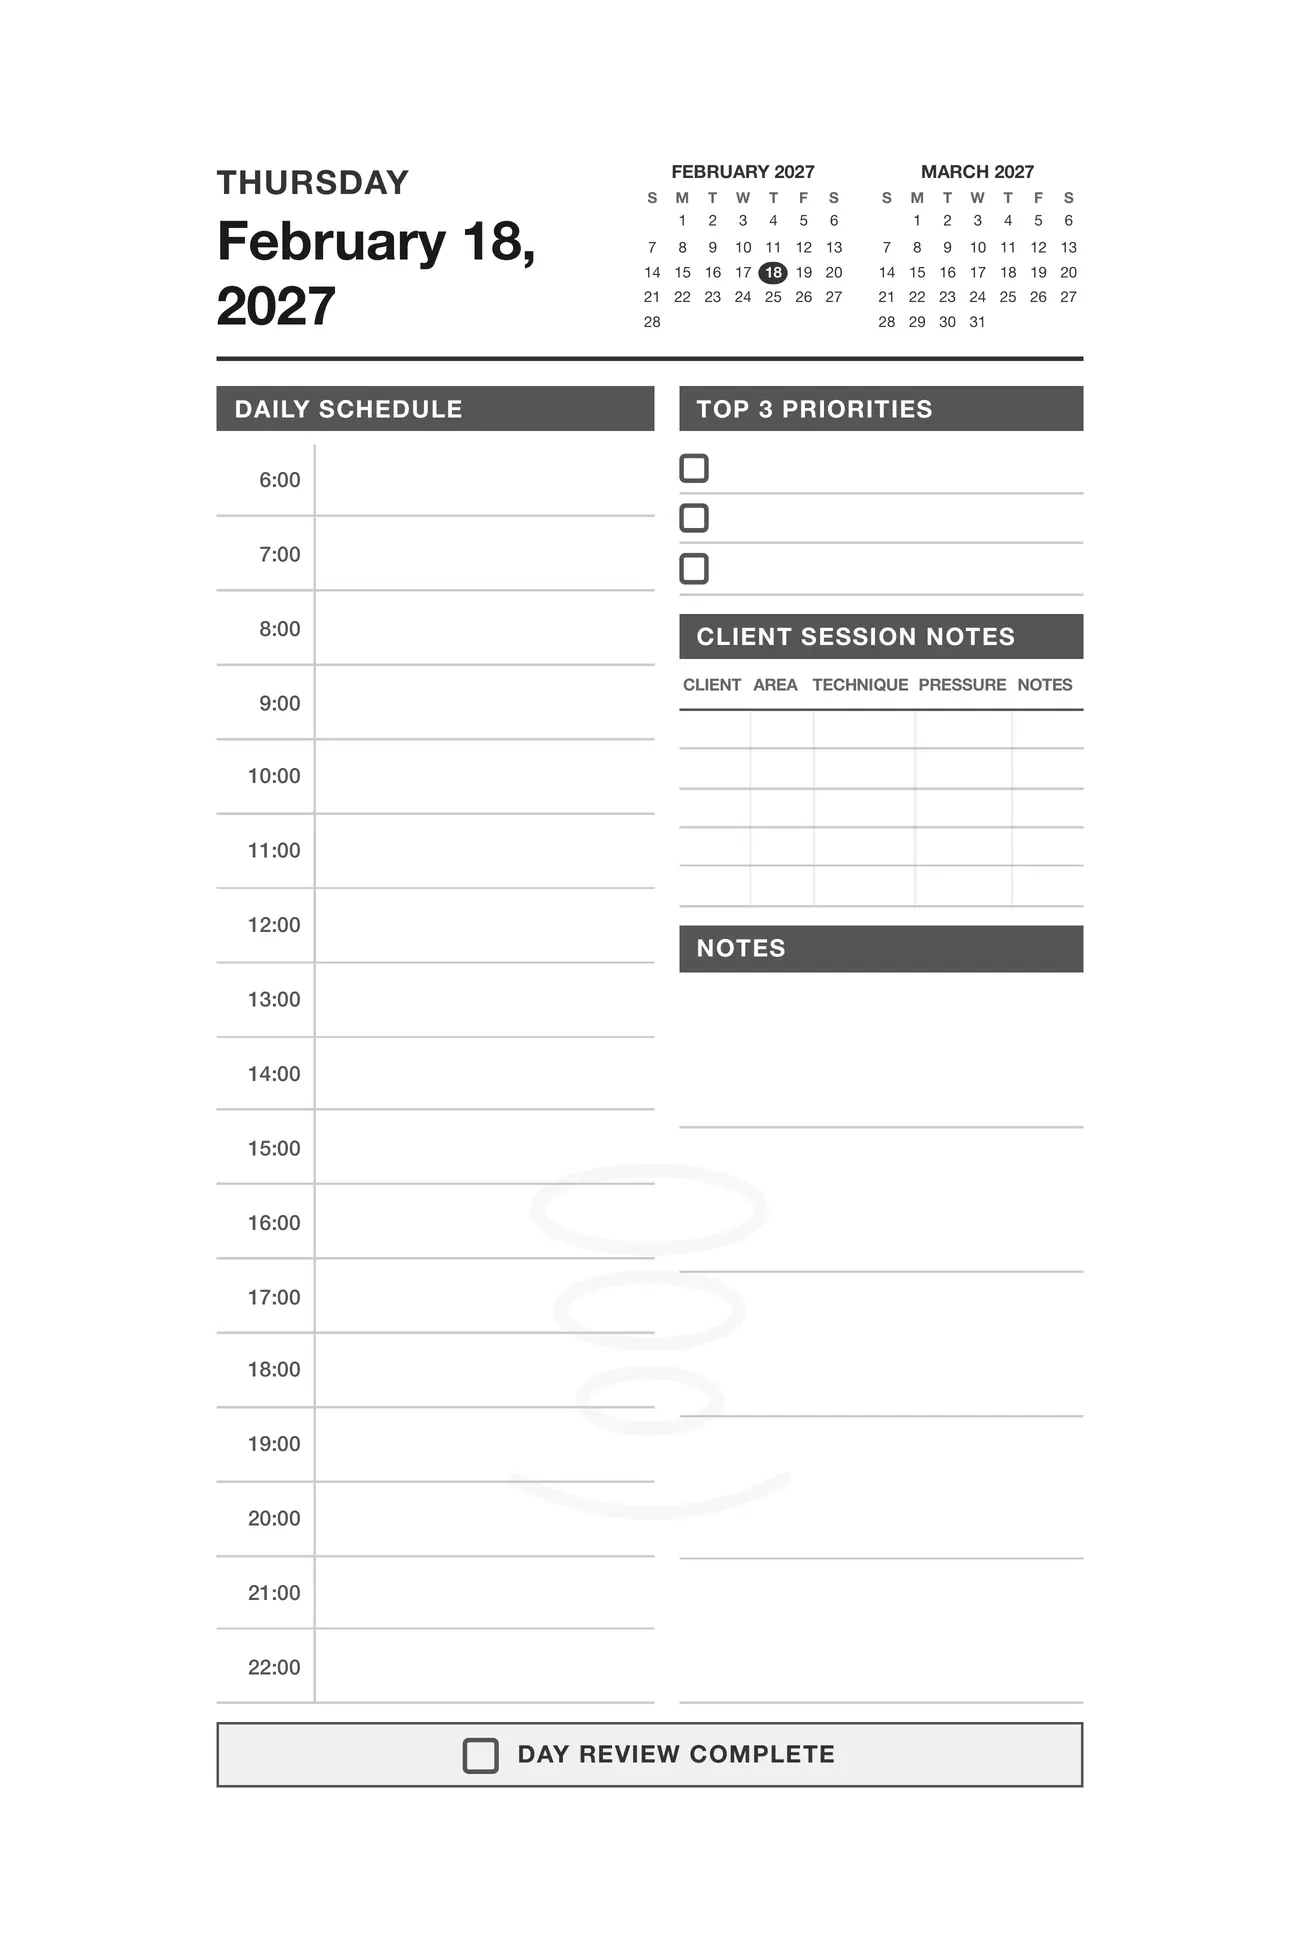 THURSDAY
February 18,
2027
FEBRUARY 2027
S M T W T F S
1 2 3 4 5 6
7 8 9 10 11 12 13
14 15 16 17 18 19 20
21 22 23 24 25 26 27
28
MARCH 2027
S M T W T F S
1 2 3 4 5 6
7 8 9 10 11 12 13
14 15 16 17 18 19 20
21 22 23 24 25 26 27
28 29 30 31
DAILY SCHEDULE
6:00
7:00
8:00
9:00
10:00
11:00
12:00
13:00
14:00
15:00
16:00
17:00
18:00
19:00
20:00
21:00
22:00
TOP 3 PRIORITIES
CLIENT SESSION NOTES
CLIENT AREA TECHNIQUE PRESSURE NOTES
NOTES
DAY REVIEW COMPLETE